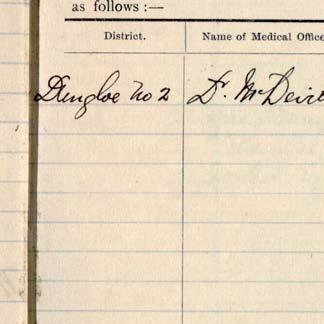 as follows :—
District. Name of Medical Office
Dungloe No 2 Dr. McDeir